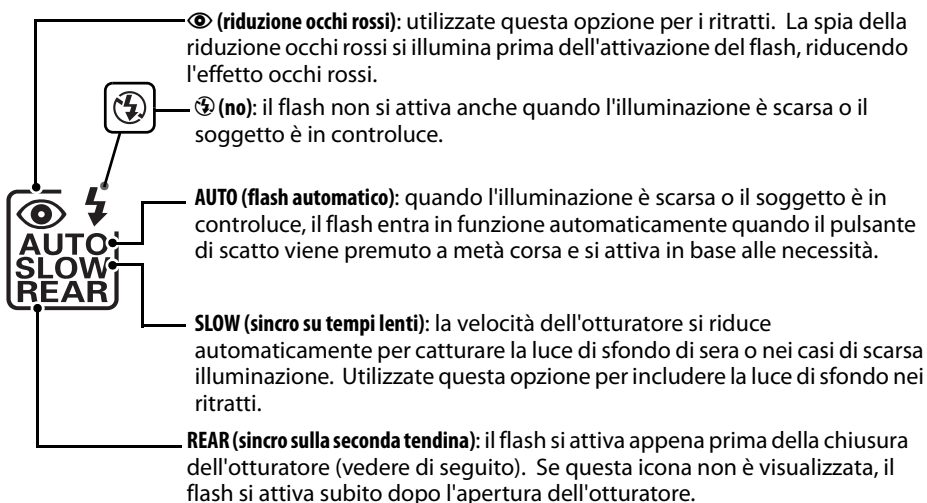 (riduzione occhi rossi): utilizzate questa opzione per i ritratti. La spia della
riduzione occhi rossi si illumina prima dell'attivazione del flash, riducendo
l'effetto occhi rossi.
(no): il flash non si attiva anche quando l'illuminazione è scarsa o il
soggetto è in controluce.
AUTO
SLOW
REAR
AUTO (flash automatico): quando l'illuminazione è scarsa o il soggetto è in
controluce, il flash entra in funzione automaticamente quando il pulsante
di scatto viene premuto a metà corsa e si attiva in base alle necessità.
SLOW (sincro su tempi lenti): la velocità dell'otturatore si riduce
automaticamente per catturare la luce di sfondo di sera o nei casi di scarsa
illuminazione. Utilizzate questa opzione per includere la luce di sfondo nei
ritratti.
REAR (sincro sulla seconda tendina): il flash si attiva appena prima della chiusura
dell'otturatore (vedere di seguito). Se questa icona non è visualizzata, il
flash si attiva subito dopo l'apertura dell'otturatore.